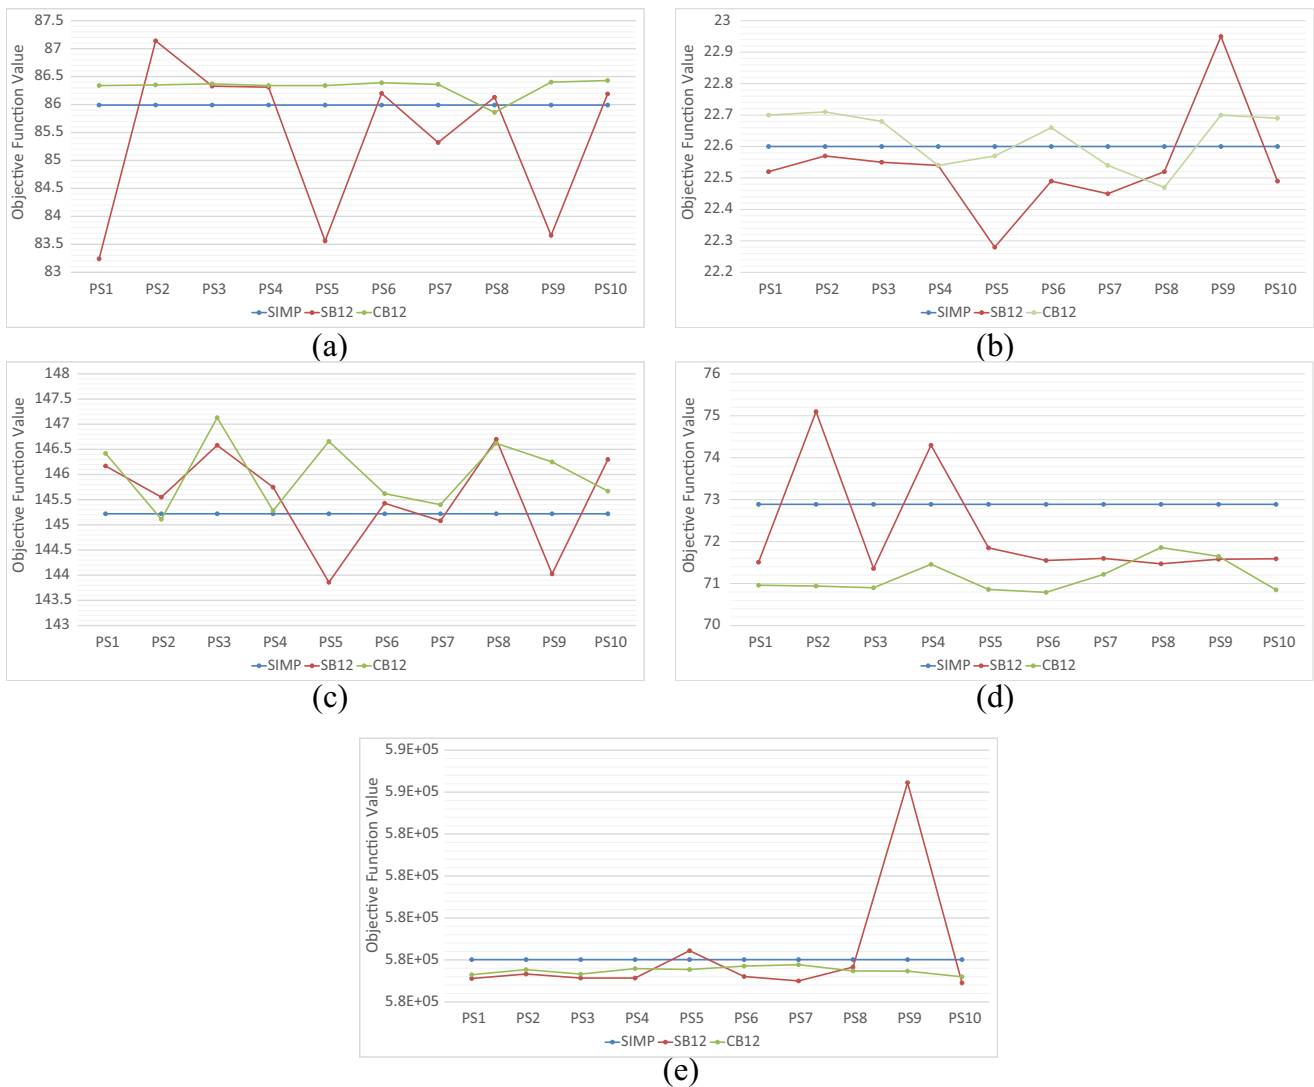 Objective Function Value
87.5
87
86.5
86
85.5
85
84.5
84
83.5
83
PS1 PS2 PS3 PS4 PS5 PS6 PS7 PS8 PS9 PS10
SIMP SB12 CB12
(a)
Objective Function Value
23
22.9
22.8
22.7
22.6
22.5
22.4
22.3
22.2
PS1 PS2 PS3 PS4 PS5 PS6 PS7 PS8 PS9 PS10
SIMP SB12 CB12
(b)
Objective Function Value
148
147.5
147
146.5
146
145.5
145
144.5
144
143.5
143
PS1 PS2 PS3 PS4 PS5 PS6 PS7 PS8 PS9 PS10
SIMP SB12 CB12
(c)
Objective Function Value
76
75
74
73
72
71
70
PS1 PS2 PS3 PS4 PS5 PS6 PS7 PS8 PS9 PS10
SIMP SB12 CB12
(d)
Objective Function Value
5.9E+05
5.9E+05
5.8E+05
5.8E+05
5.8E+05
5.8E+05
5.8E+05
PS1 PS2 PS3 PS4 PS5 PS6 PS7 PS8 PS9 PS10
SIMP SB12 CB12
(e)